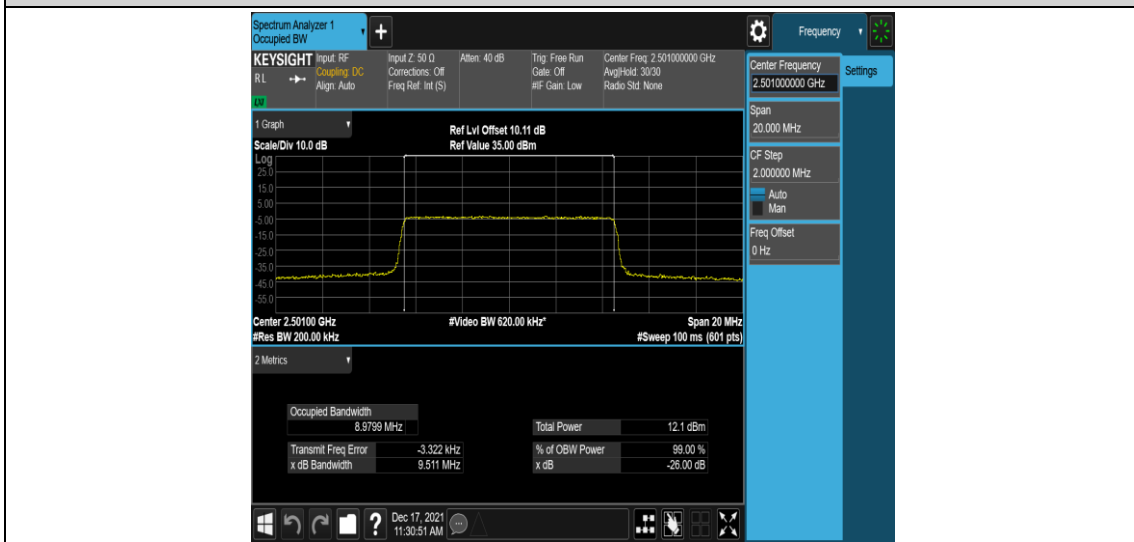 Spectrum Analyzer 1
Occupied BW
+
Frequency
KEYSIGHT
RL
Input: RF
Coupling: DC
Align: Auto
Input Z: 50 Ω
Corrections: Off
Freq Ref: Int (S)
Atten: 40 dB
Trig: Free Run
Gate: Off
#IF Gain: Low
Center Freq: 2.501000000 GHz
Avg|Hold: 30/30
Radio Std: None
Center Frequency
2.501000000 GHz
Settings
Span
20.000 MHz
CF Step
2.000000 MHz
Auto
Man
Freq Offset
0 Hz
1 Graph
Scale/Div 10.0 dB
Ref Lvl Offset 10.11 dB
Ref Value 35.00 dBm
Log
25.0
15.0
5.00
-5.00
-15.0
-25.0
-35.0
-45.0
-55.0
Center 2.50100 GHz
#Res BW 200.00 kHz
#Video BW 620.00 kHz*
Span 20 MHz
#Sweep 100 ms (601 pts)
2 Metrics
Occupied Bandwidth
8.9799 MHz
Transmit Freq Error -3.322 kHz
x dB Bandwidth 9.511 MHz
Total Power 12.1 dBm
% of OBW Power 99.00 %
x dB -26.00 dB
?
Dec 17, 2021
11:30:51 AM